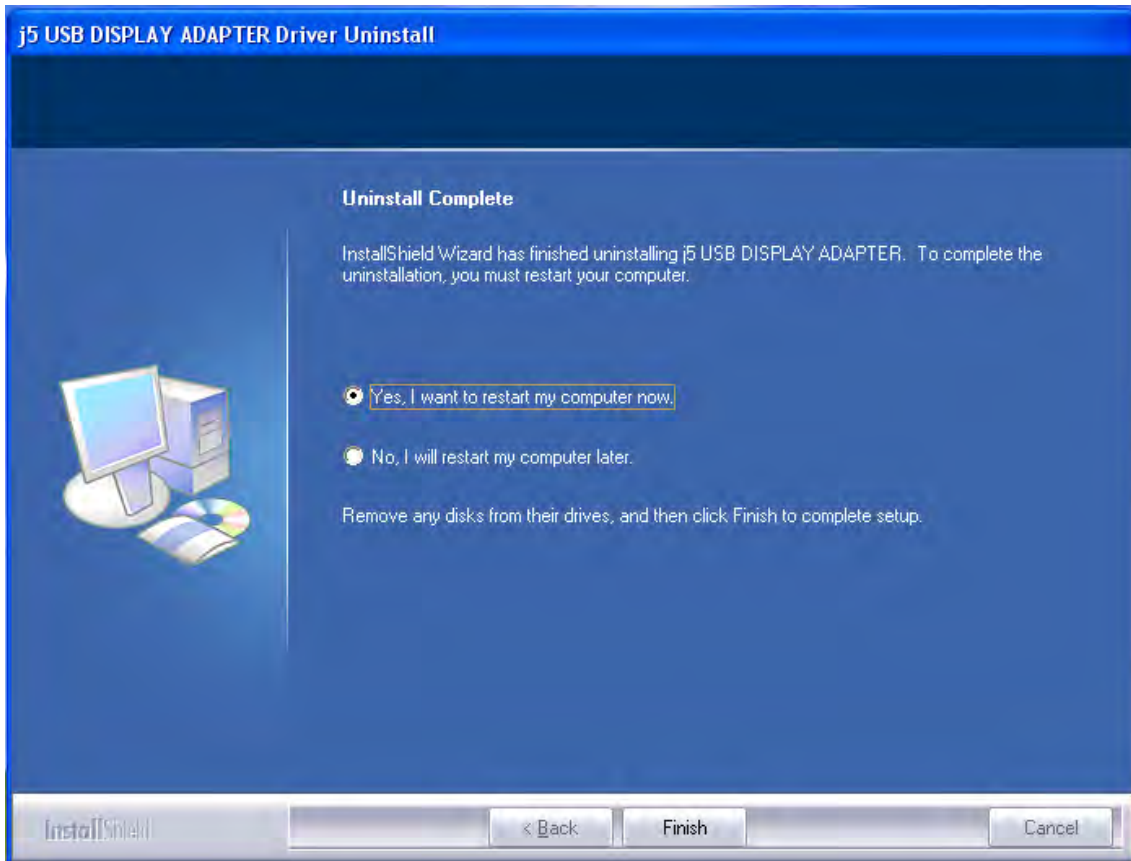 j5 USB DISPLAY ADAPTER Driver Uninstall
Uninstall Complete
InstallShield Wizard has finished uninstalling j5 USB DISPLAY ADAPTER.  To complete the
uninstallation, you must restart your computer.
Yes, I want to restart my computer now.
No, I will restart my computer later.
Remove any disks from their drives, and then click Finish to complete setup.
InstallShield
< Back
Finish
Cancel